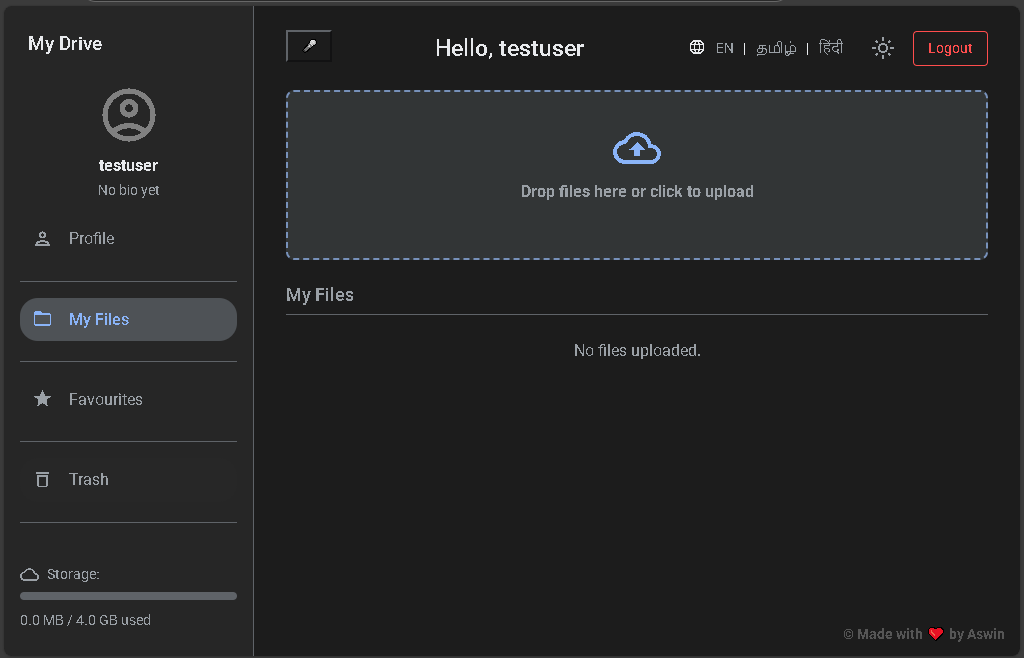 My Drive
testuser
No bio yet
Profile
My Files
Favourites
Trash
Storage:
0.0 MB / 4.0 GB used
Hello, testuser
EN | தமிழ் | हिंदी
Logout
Drop files here or click to upload
My Files
No files uploaded.
© Made with ❤️ by Aswin